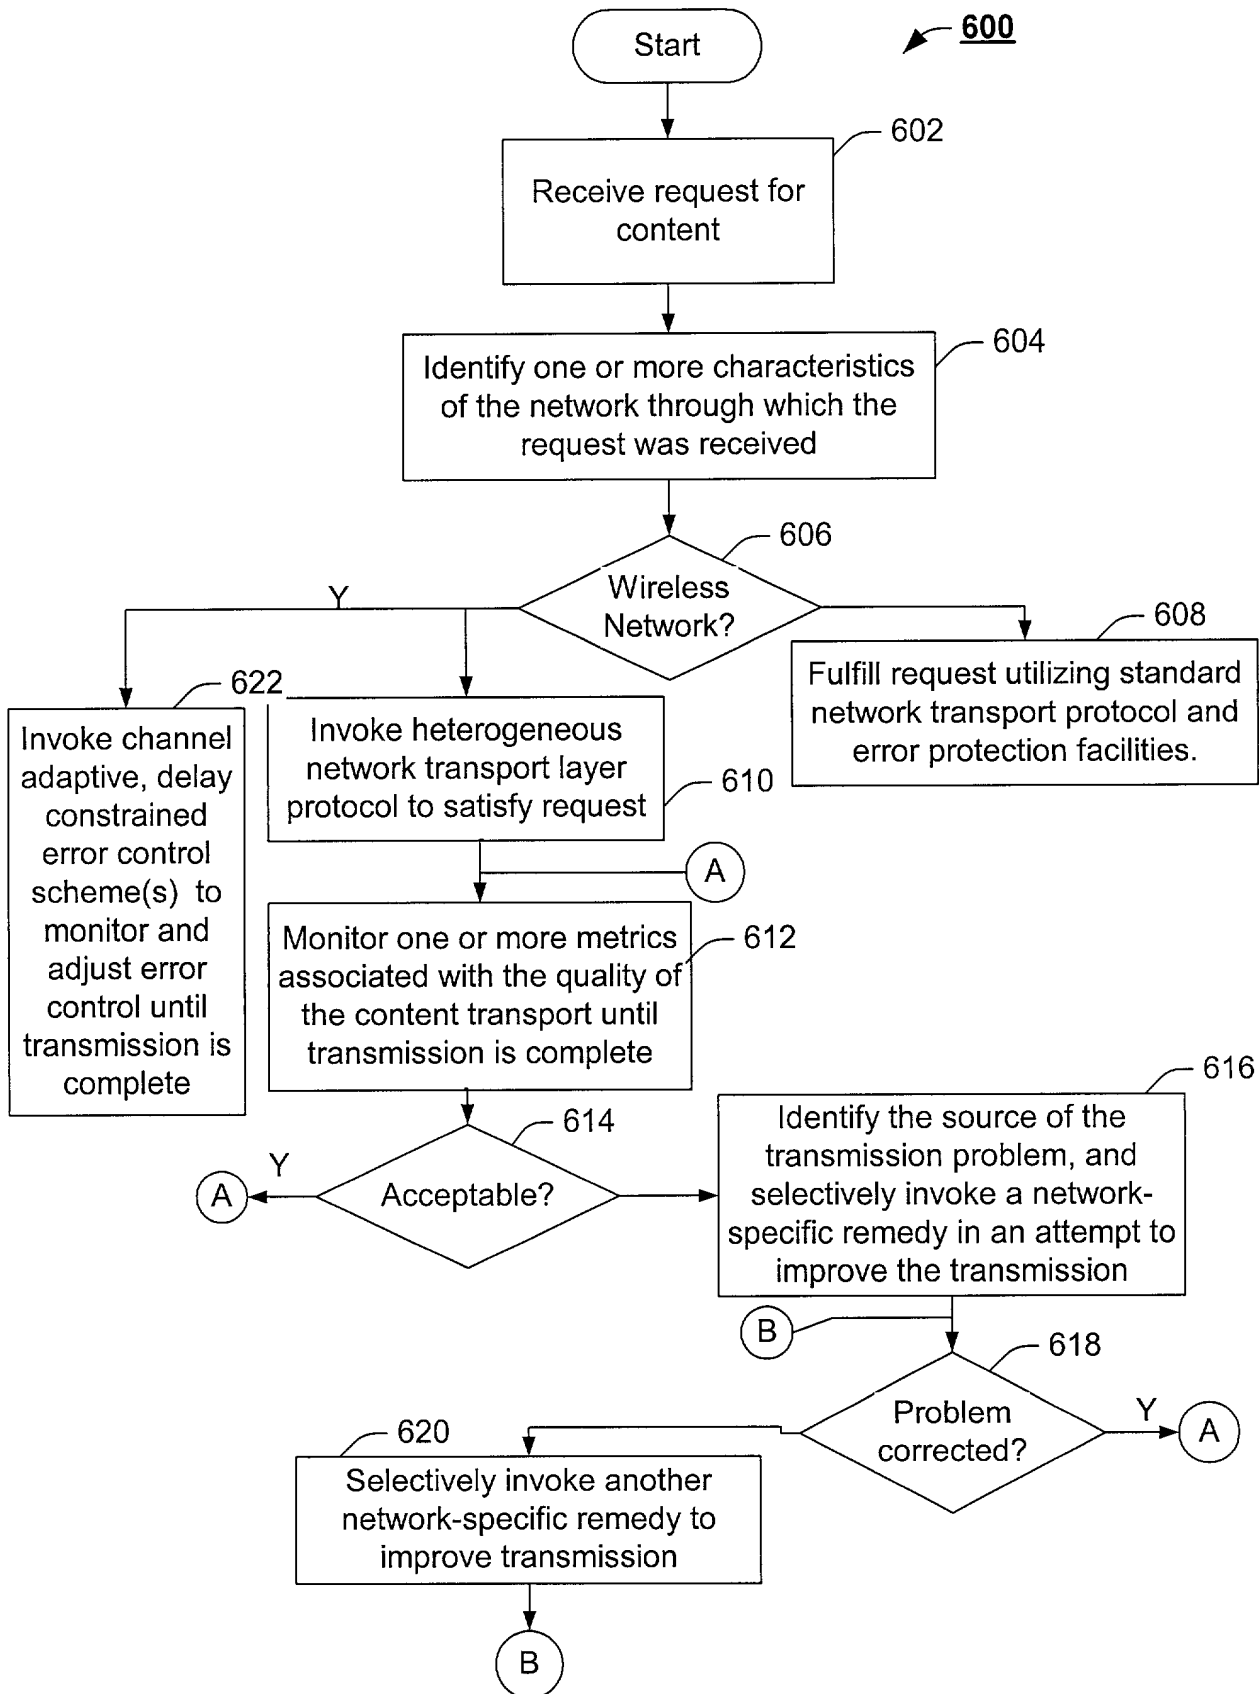 Start
600
602
Receive request for
content
604
Identify one or more characteristics
of the network through which the
request was received
606
Wireless
Network?
Y
608
Fulfill request utilizing standard
network transport protocol and
error protection facilities.
622
Invoke channel
adaptive, delay
constrained
error control
scheme(s) to
monitor and
adjust error
control until
transmission is
complete
Invoke heterogeneous
network transport layer
protocol to satisfy request
610
A
Monitor one or more metrics
associated with the quality of
the content transport until
transmission is complete
612
614
Acceptable?
Y
A
616
Identify the source of the
transmission problem, and
selectively invoke a network-
specific remedy in an attempt to
improve the transmission
B
618
Problem
corrected?
Y
A
620
Selectively invoke another
network-specific remedy to
improve transmission
B